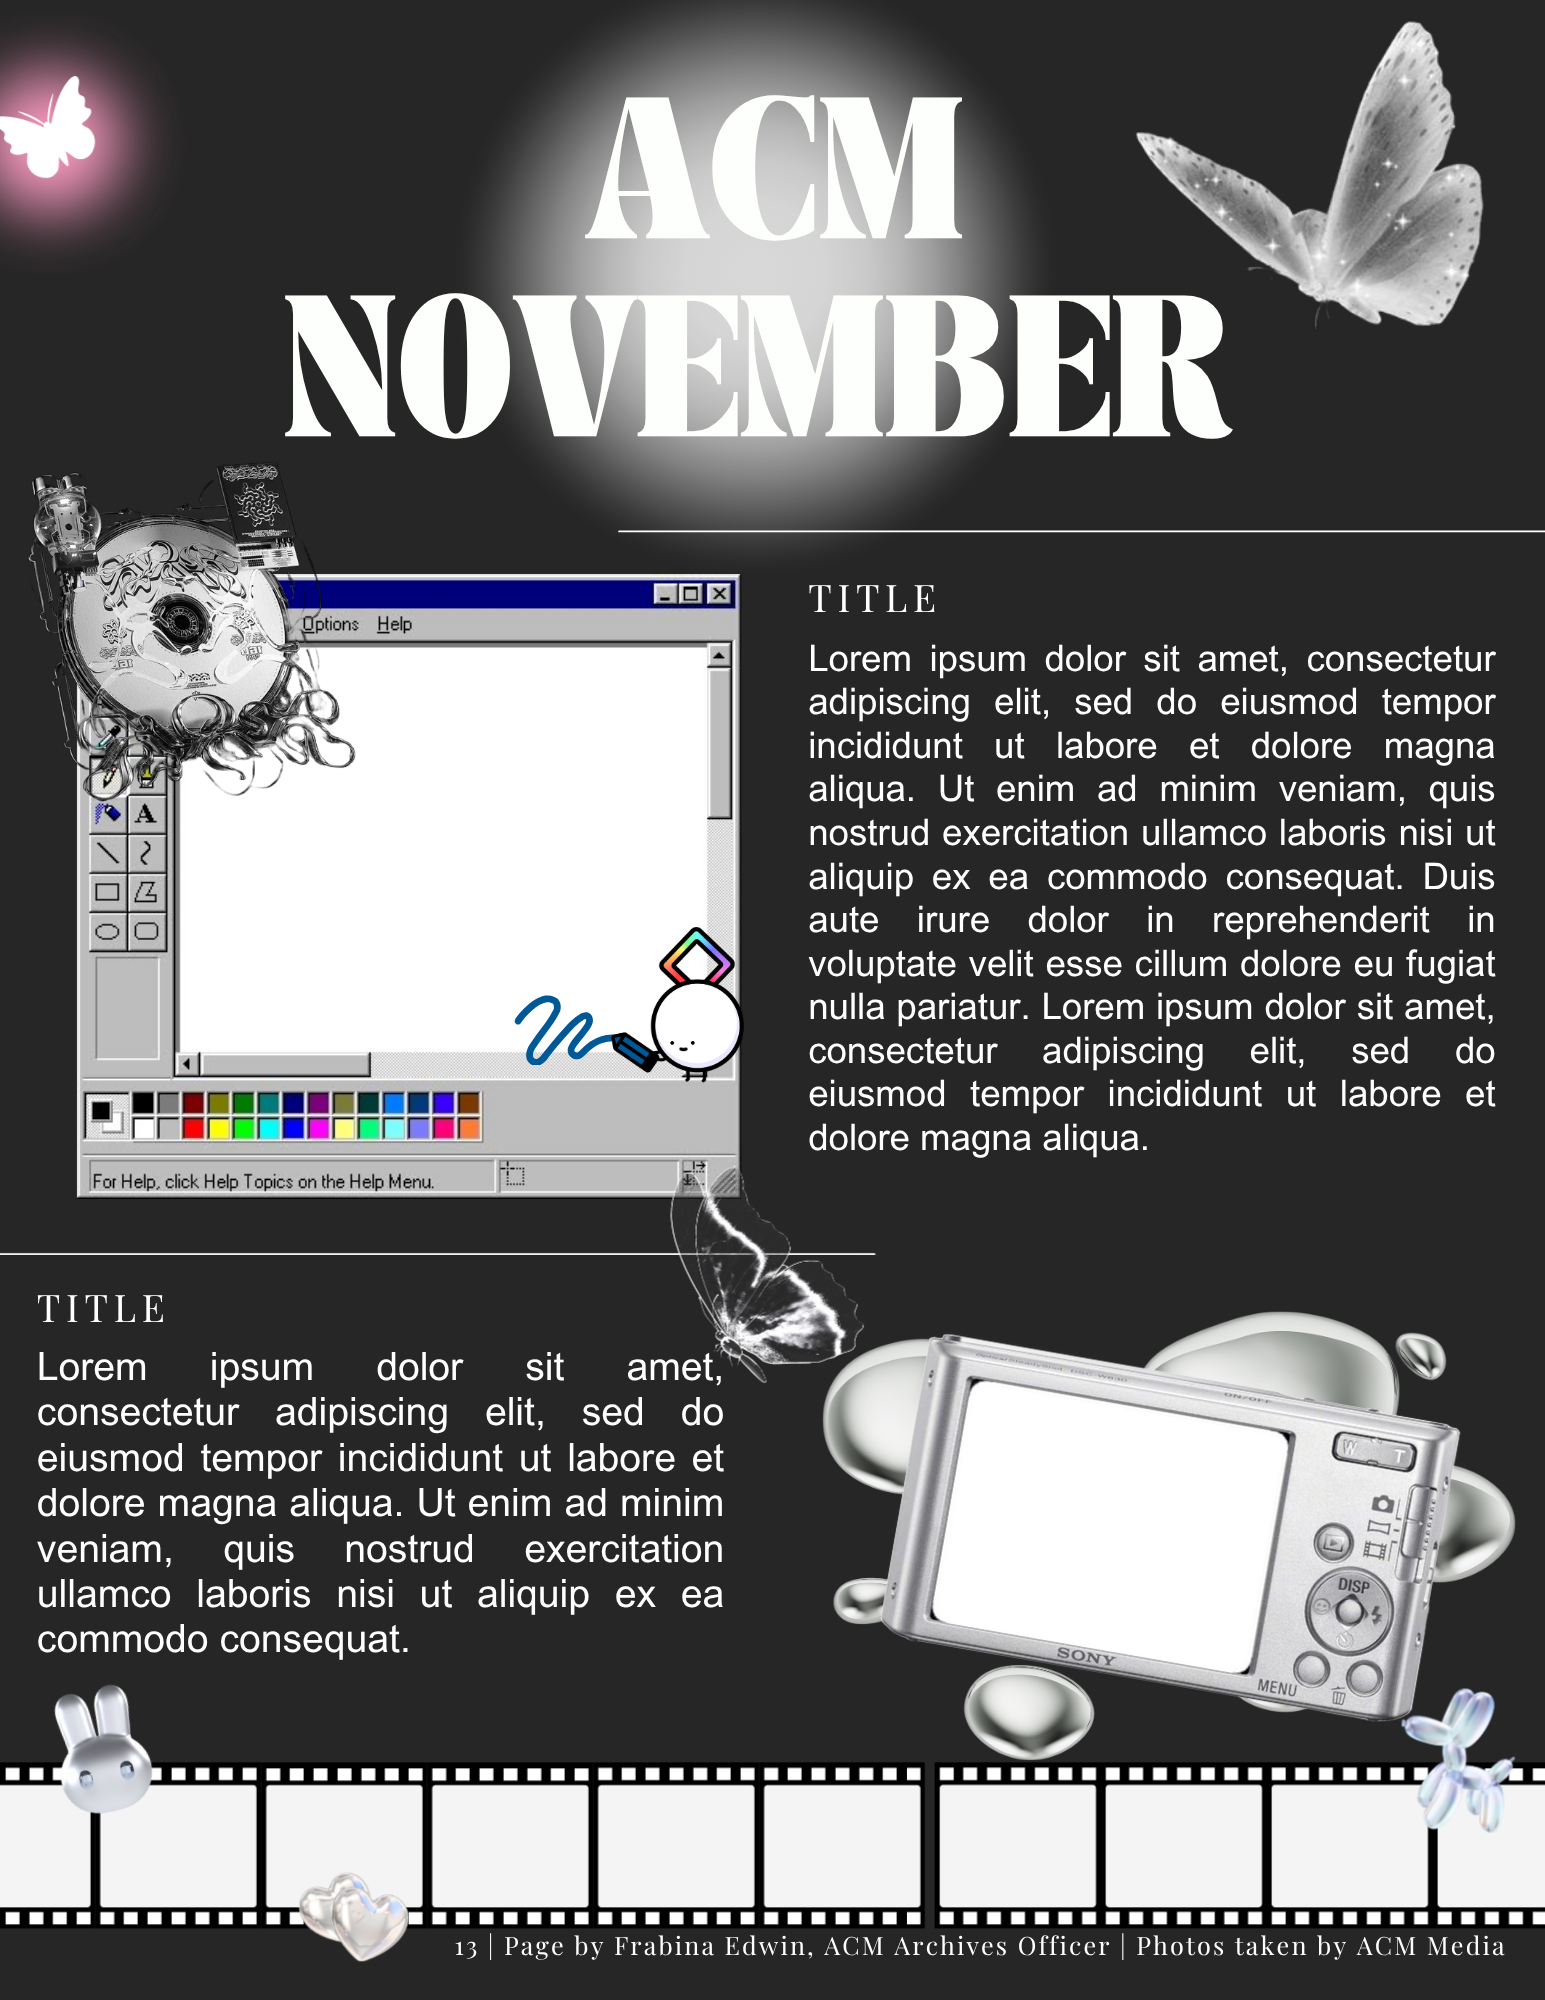 ACM
NOVEMBER
Options Help
TITLE
Lorem ipsum dolor sit amet, consectetur
adipiscing elit, sed do eiusmod tempor
incididunt ut labore et dolore magna
aliqua. Ut enim ad minim veniam, quis
nostrud exercitation ullamco laboris nisi ut
aliquip ex ea commodo consequat. Duis
aute irure dolor in reprehenderit in
voluptate velit esse cillum dolore eu fugiat
nulla pariatur. Lorem ipsum dolor sit amet,
consectetur adipiscing elit, sed do
eiusmod tempor incididunt ut labore et
dolore magna aliqua.
A
For Help, click Help Topics on the Help Menu.
TITLE
Lorem ipsum dolor sit amet,
consectetur adipiscing elit, sed do
eiusmod tempor incididunt ut labore et
dolore magna aliqua. Ut enim ad minim
veniam, quis nostrud exercitation
ullamco laboris nisi ut aliquip ex ea
commodo consequat.
ON/OFF
W T
DISP
SONY
MENU
13 | Page by Frabina Edwin, ACM Archives Officer | Photos taken by ACM Media